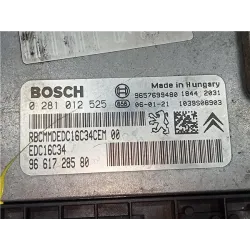 BOSCH
Made in Hungary
0 281 012 525
9657699480 1844 2031
06-01-21 1039S08903
RBCMMDEDC16C34CEM 00
EDC16C34
96 617 285 80